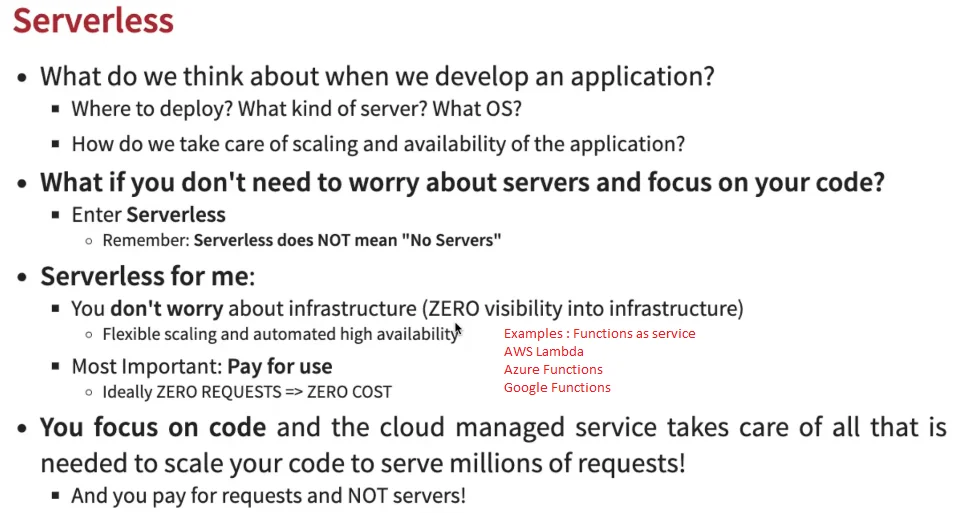 Serverless
• What do we think about when we develop an application?
▪ Where to deploy? What kind of server? What OS?
▪ How do we take care of scaling and availability of the application?
• What if you don't need to worry about servers and focus on your code?
▪ Enter Serverless
○ Remember: Serverless does NOT mean "No Servers"
• Serverless for me:
▪ You don't worry about infrastructure (ZERO visibility into infrastructure)
○ Flexible scaling and automated high availability
Examples : Functions as service
AWS Lambda
Azure Functions
Google Functions
▪ Most Important: Pay for use
○ Ideally ZERO REQUESTS => ZERO COST
• You focus on code and the cloud managed service takes care of all that is
needed to scale your code to serve millions of requests!
▪ And you pay for requests and NOT servers!